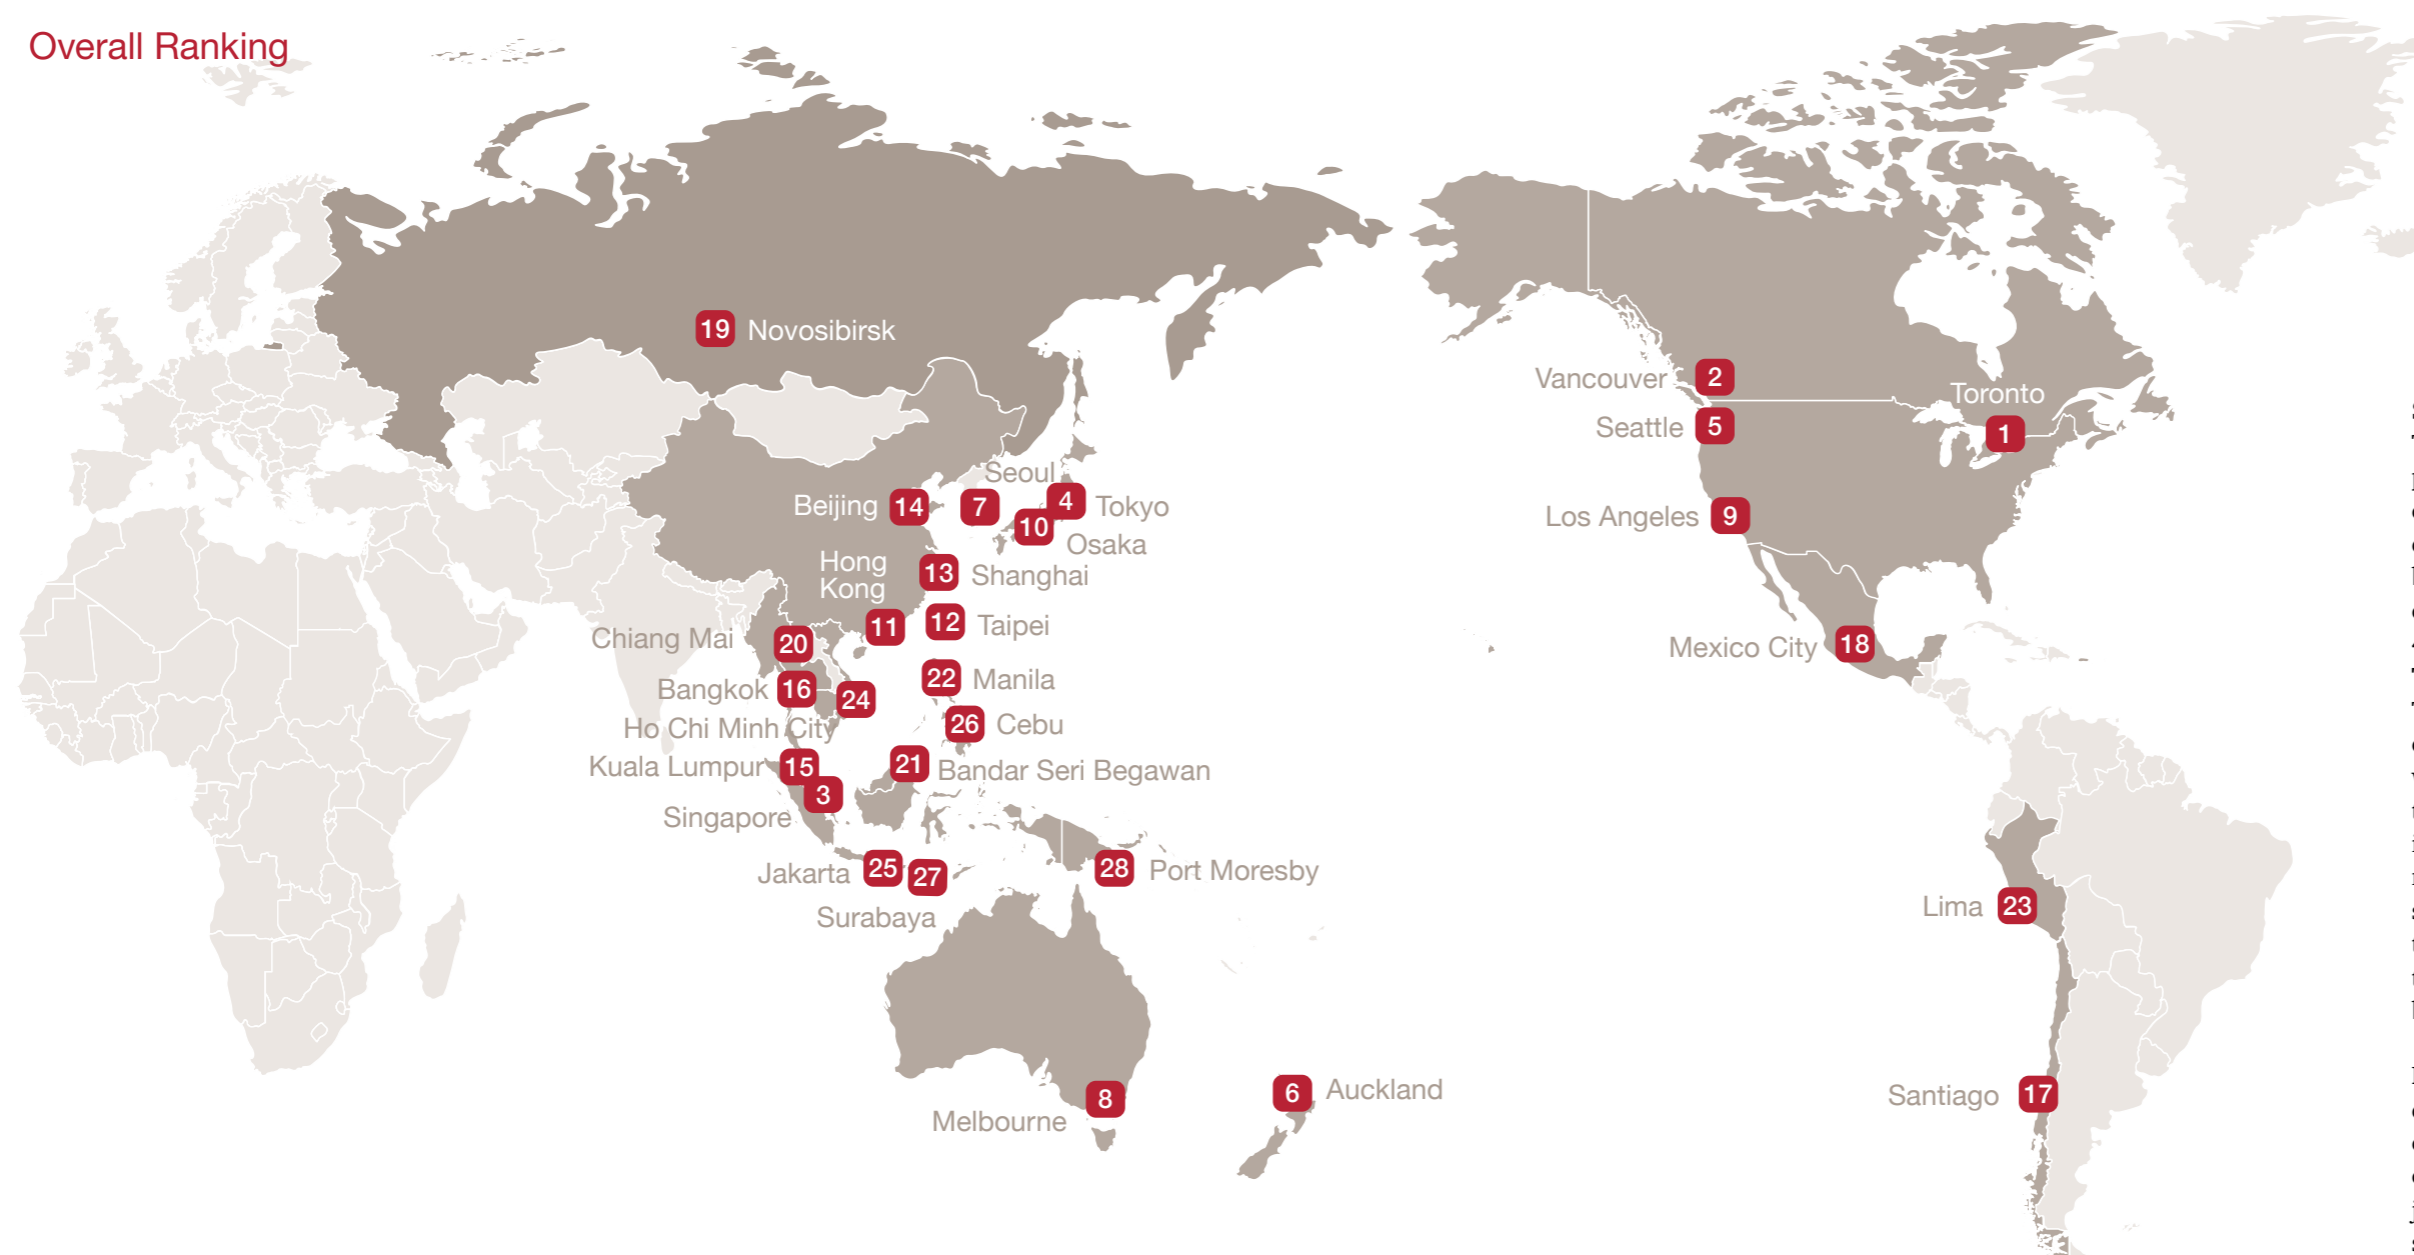 Overall Ranking
19 Novosibirsk
Vancouver 2
Toronto
1
Seattle 5
Seoul
Beijing 14
7
4 Tokyo
10
Osaka
Los Angeles 9
Hong
Kong
13 Shanghai
11
12 Taipei
Chiang Mai 20
Mexico City 18
Bangkok 16
24
22 Manila
Ho Chi Minh City
26 Cebu
Kuala Lumpur 15
21 Bandar Seri Begawan
3
Singapore
Jakarta 25
27
28 Port Moresby
Surabaya
Lima 23
8
Melbourne
6 Auckland
Santiago 17